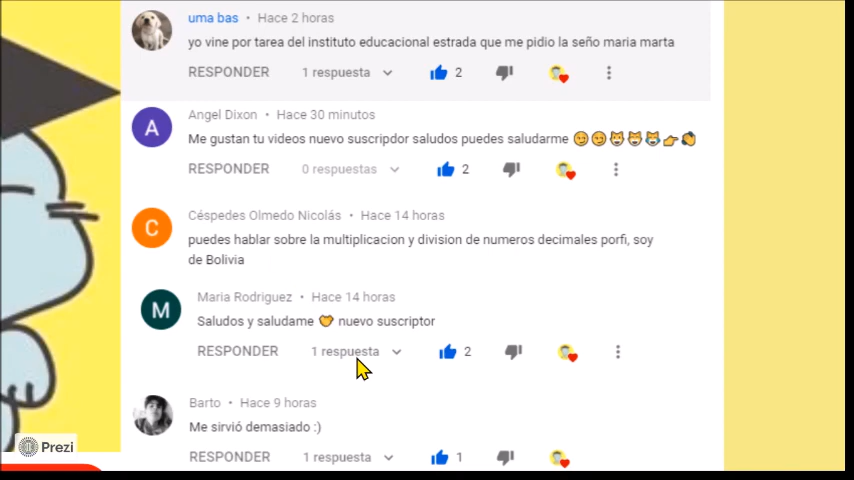 uma bas • Hace 2 horas
yo vine por tarea del instituto educacional estrada que me pidio la seño maria marta
RESPONDER 1 respuesta 2
A
Angel Dixon • Hace 30 minutos
Me gustan tu videos nuevo suscripdor saludos puedes saludarme 😏😏😺😺😹👉👏
RESPONDER 0 respuestas 2
C
Céspedes Olmedo Nicolás • Hace 14 horas
puedes hablar sobre la multiplicacion y division de numeros decimales porfi, soy
de Bolivia
M
Maria Rodriguez • Hace 14 horas
Saludos y saludame nuevo suscriptor
RESPONDER 1 respuesta 2
Barto • Hace 9 horas
Me sirvió demasiado :)
RESPONDER 1 respuesta 1
Prezi